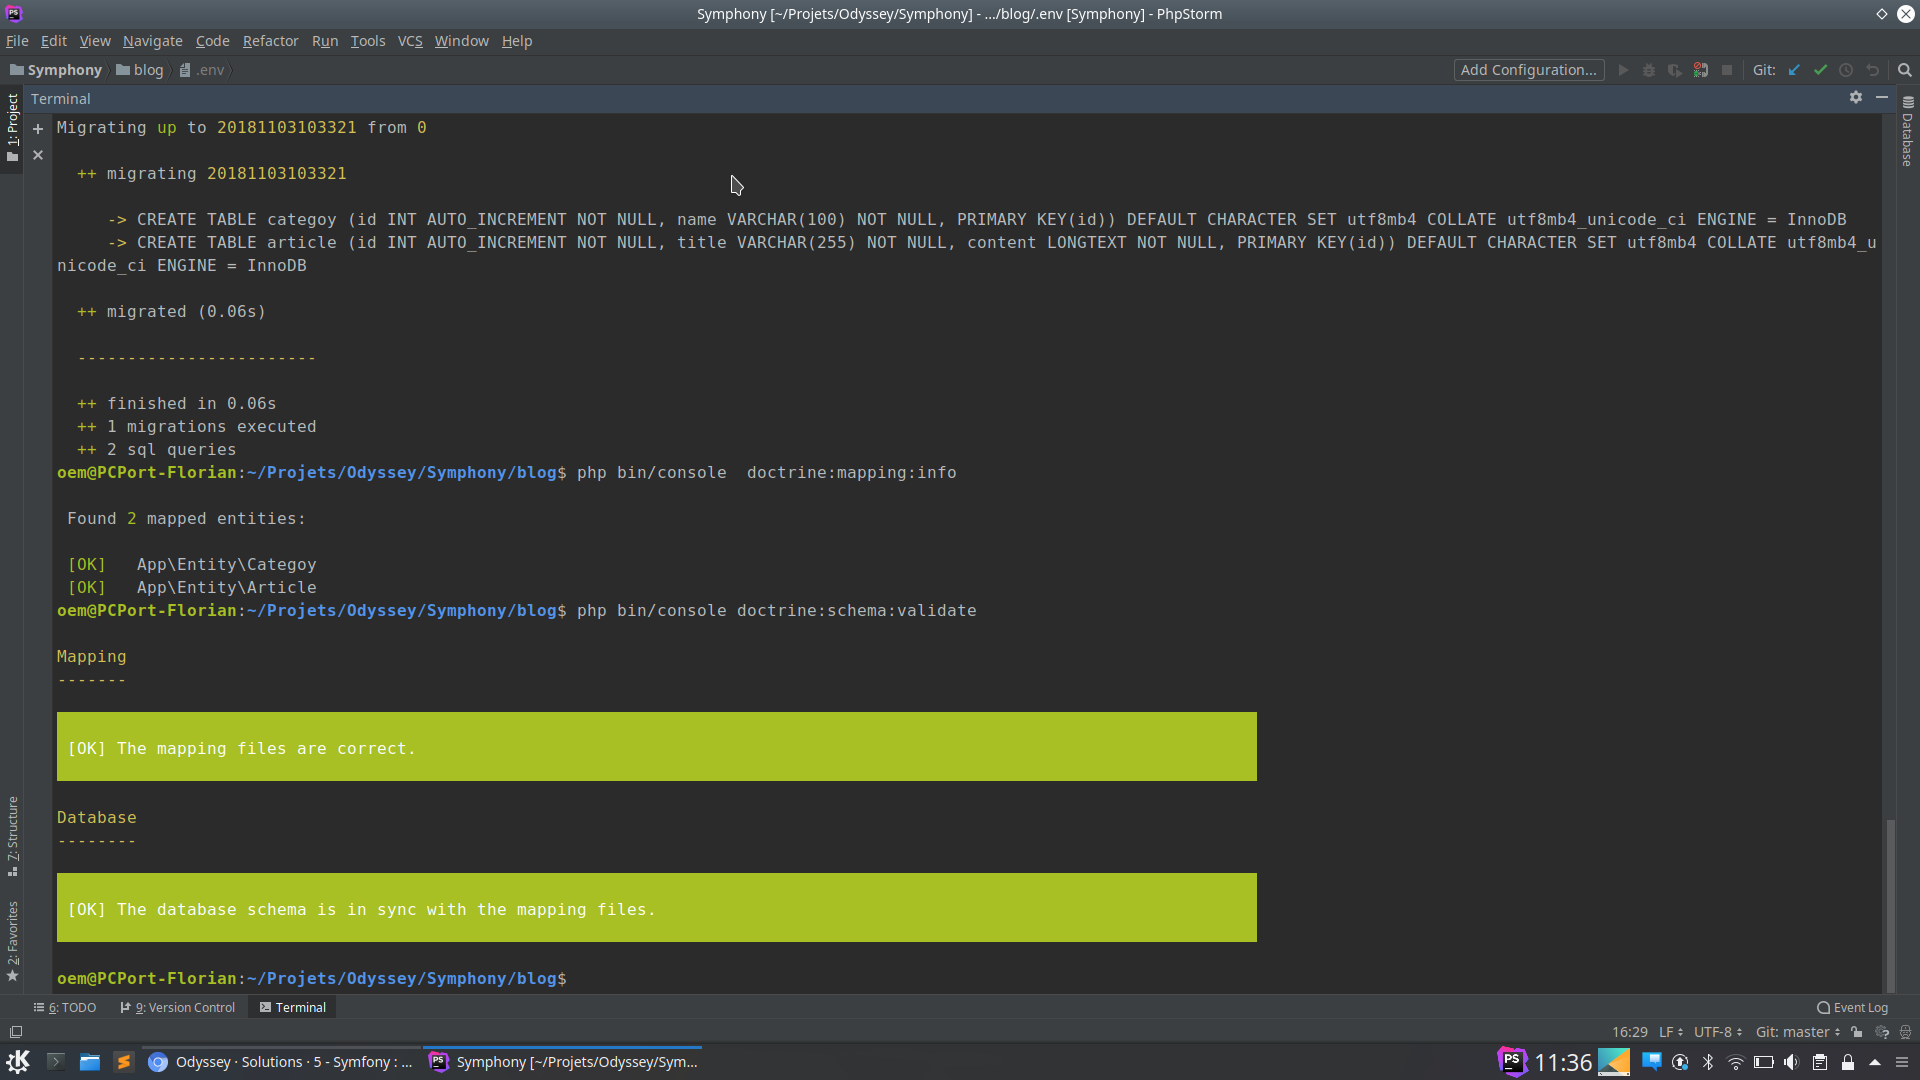 Symphony [~/Projets/Odyssey/Symphony] - .../blog/.env [Symphony] - PhpStorm
File Edit View Navigate Code Refactor Run Tools VCS Window Help
Symphony blog .env Add Configuration... Git:
Terminal
1: Project
Database
Migrating up to 20181103103321 from 0
++ migrating 20181103103321
-> CREATE TABLE categoy (id INT AUTO_INCREMENT NOT NULL, name VARCHAR(100) NOT NULL, PRIMARY KEY(id)) DEFAULT CHARACTER SET utf8mb4 COLLATE utf8mb4_unicode_ci ENGINE = InnoDB
-> CREATE TABLE article (id INT AUTO_INCREMENT NOT NULL, title VARCHAR(255) NOT NULL, content LONGTEXT NOT NULL, PRIMARY KEY(id)) DEFAULT CHARACTER SET utf8mb4 COLLATE utf8mb4_u
nicode_ci ENGINE = InnoDB
++ migrated (0.06s)
------------------------
++ finished in 0.06s
++ 1 migrations executed
++ 2 sql queries
oem@PCPort-Florian:~/Projets/Odyssey/Symphony/blog$ php bin/console  doctrine:mapping:info
Found 2 mapped entities:
[OK]   App\Entity\Categoy
[OK]   App\Entity\Article
oem@PCPort-Florian:~/Projets/Odyssey/Symphony/blog$ php bin/console doctrine:schema:validate
Mapping
-------
[OK] The mapping files are correct.
Database
--------
[OK] The database schema is in sync with the mapping files.
oem@PCPort-Florian:~/Projets/Odyssey/Symphony/blog$
7: Structure
2: Favorites
6: TODO 9: Version Control Terminal Event Log
16:29 LF UTF-8 Git: master
Odyssey · Solutions · 5 - Symfony : ... PS Symphony [~/Projets/Odyssey/Sym... PS 11:36